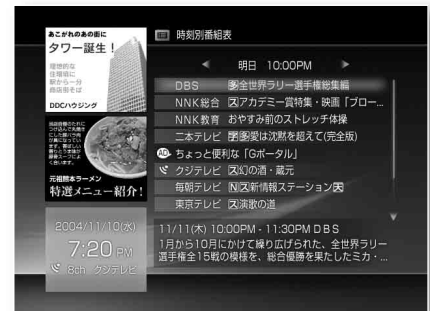 あこがれのあの街に
タワー誕生！
理想的な
住環境に
駅から一分
商店街そば
DDCハウジング
元祖熊本ラーメン
特選メニュー紹介！
2004/11/10(水)
7:20 PM
8ch クジテレビ
時刻別番組表
明日 10:00PM
DBS 多全世界ラリー選手権総集編
NNK総合 ヌアカデミー賞特集・映画「ブロー...
NNK教育 おやすみ前のストレッチ体操
二本テレビ 字多愛は沈黙を超えて(完全版)
AD ちょっと便利な「Gポータル」
クジテレビ ヌ幻の酒・蔵元
毎朝テレビ Nヌ新情報ステーション天
東京テレビ ヌ演歌の道
11/11(木) 10:00PM - 11:30PM DBS
1月から10月にかけて繰り広げられた、全世界ラリー
選手権全15戦の模様を、総合優勝を果たしたミカ・...